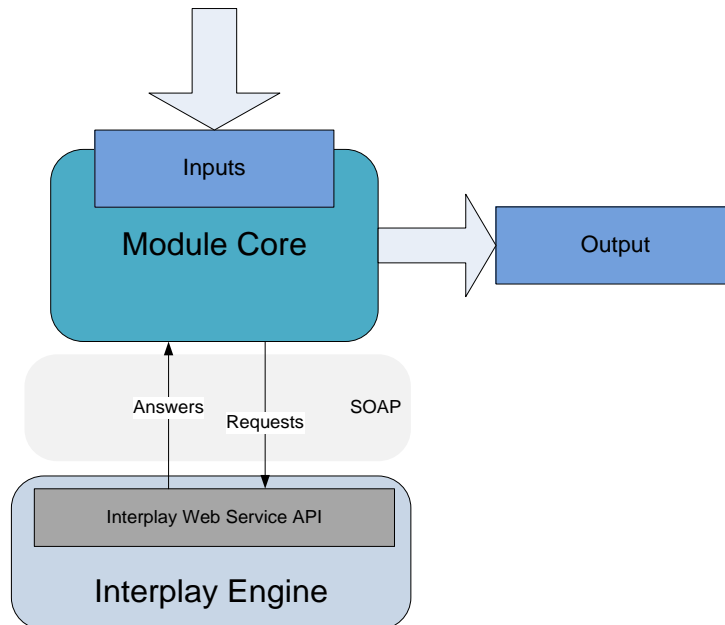 Inputs
Module Core
Output
Answers
Requests
SOAP
Interplay Web Service API
Interplay Engine